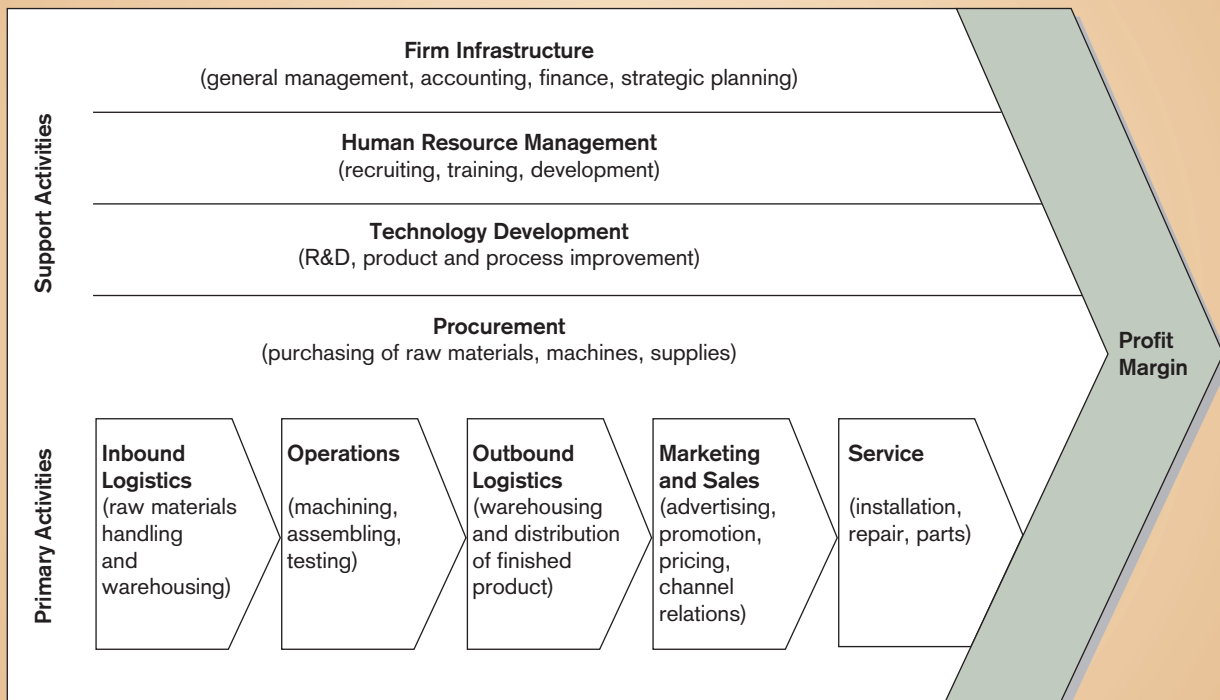 Support Activities
Firm Infrastructure
(general management, accounting, finance, strategic planning)
Human Resource Management
(recruiting, training, development)
Technology Development
(R&D, product and process improvement)
Procurement
(purchasing of raw materials, machines, supplies)
Profit
Margin
Primary Activities
Inbound
Logistics
(raw materials
handling
and
warehousing)
Operations
(machining,
assembling,
testing)
Outbound
Logistics
(warehousing
and distribution
of finished
product)
Marketing
and Sales
(advertising,
promotion,
pricing,
channel
relations)
Service
(installation,
repair, parts)